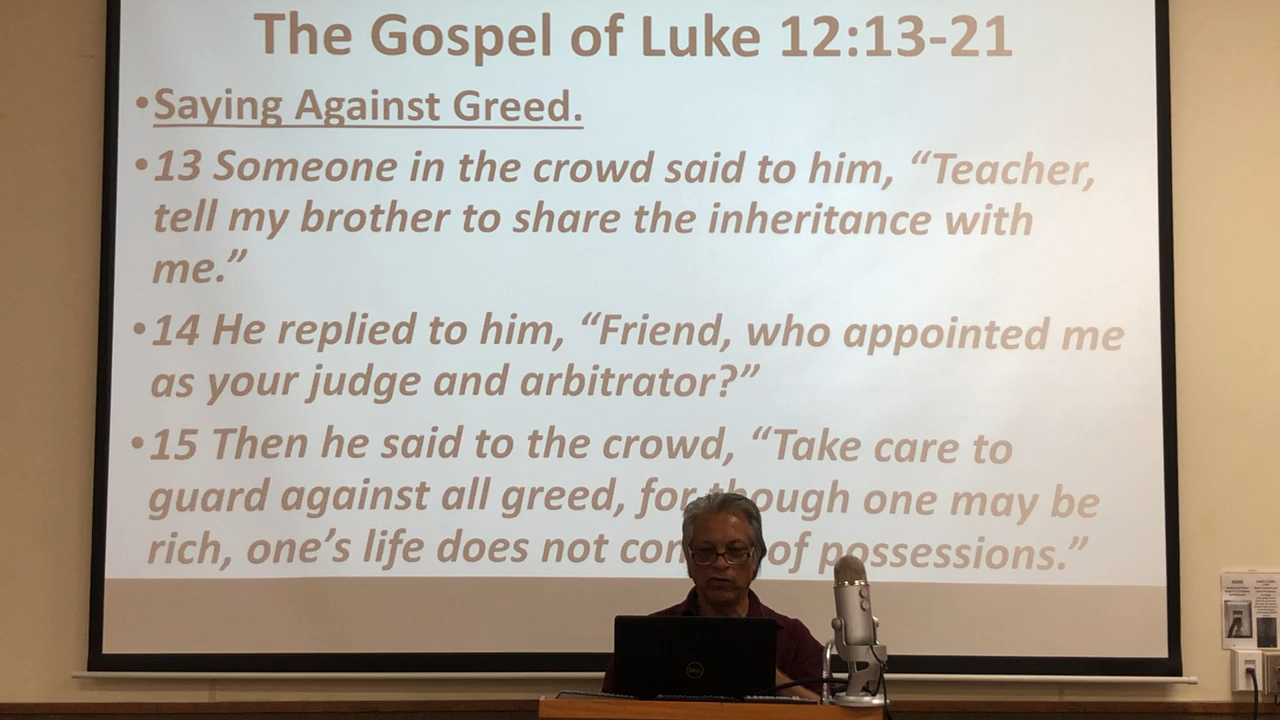 The Gospel of Luke 12:13-21
•Saying Against Greed.
•13 Someone in the crowd said to him, “Teacher,
tell my brother to share the inheritance with
me.”
•14 He replied to him, “Friend, who appointed me
as your judge and arbitrator?”
•15 Then he said to the crowd, “Take care to
guard against all greed, for though one may be
rich, one’s life does not con of possessions.”
DELL